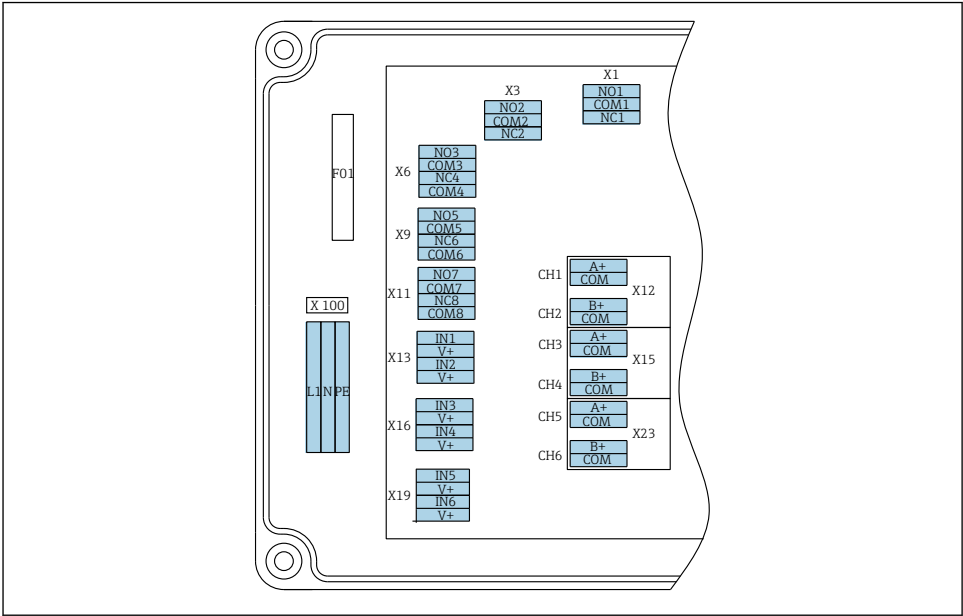 X1
NO1
COM1
NC1
X3
NO2
COM2
NC2
F01
X6
NO3
COM3
NC4
COM4
X9
NO5
COM5
NC6
COM6
X11
NO7
COM7
NC8
COM8
X 100
L1 N PE
X13
IN1
V+
IN2
V+
X16
IN3
V+
IN4
V+
X19
IN5
V+
IN6
V+
CH1
A+
COM
X12
CH2
B+
COM
CH3
A+
COM
X15
CH4
B+
COM
CH5
A+
COM
X23
CH6
B+
COM